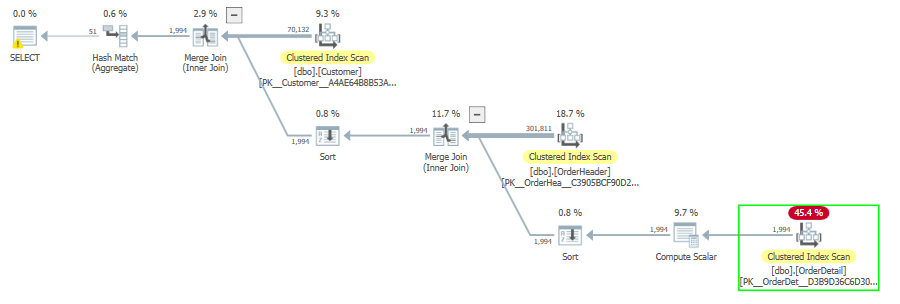 0.0 %
SELECT
51
0.6 %
Hash Match
(Aggregate)
1,994
2.9 %
Merge Join
(Inner Join)
70,132
9.3 %
Clustered Index Scan
[dbo].[Customer]
[PK__Customer__A4AE64B8B53A...
1,994
0.8 %
Sort
1,994
11.7 %
Merge Join
(Inner Join)
301,811
18.7 %
Clustered Index Scan
[dbo].[OrderHeader]
[PK__OrderHea__C3905BCF90D2...
1,994
0.8 %
Sort
1,994
9.7 %
Compute Scalar
1,994
45.4 %
Clustered Index Scan
[dbo].[OrderDetail]
[PK__OrderDet__D3B9D36C6D30...